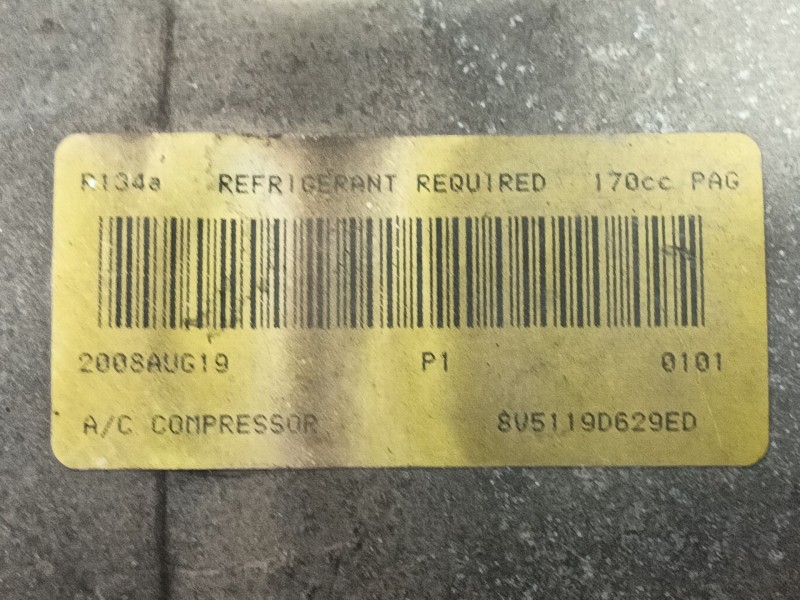 R134a REFRIGERANT REQUIRED 170cc PAG
2008AUG19 P1 0101
A/C COMPRESSOR 8V5119D629ED